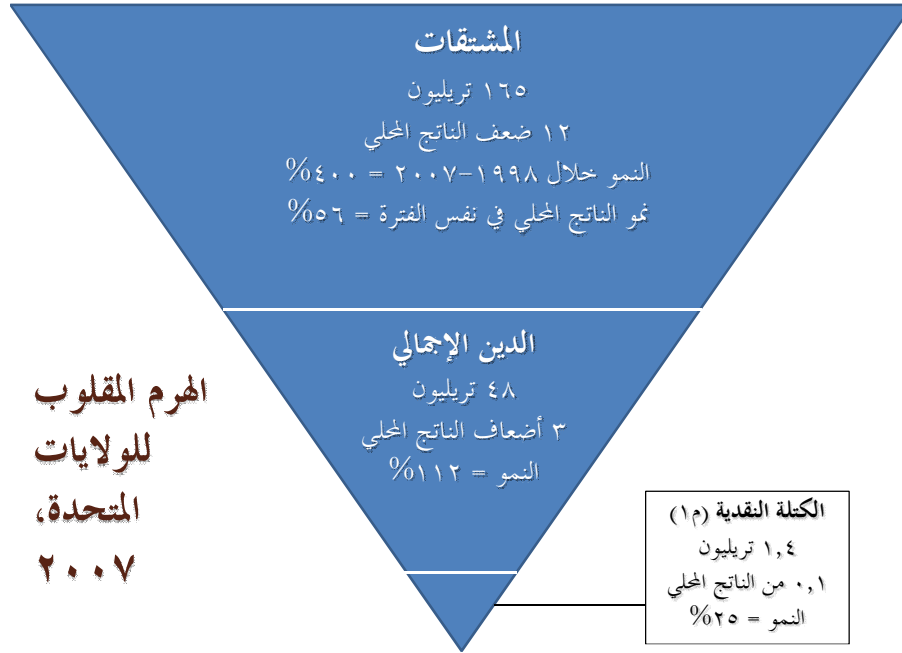 المشتقات
١٦٥ تريليون
١٢ ضعف الناتج المحلي
النمو خلال ١٩٩٨-٢٠٠٧ = ٤٠٠%
نمو الناتج المحلي في نفس الفترة = ٥٦%
الدين الإجمالي
٤٨ تريليون
٣ أضعاف الناتج المحلي
النمو = ١١٢%
الهرم المقلوب
للولايات
المتحدة،
٢٠٠٧
الكتلة النقدية (م١)
١,٤ تريليون
٠,١ من الناتج المحلي
النمو = ٢٥%